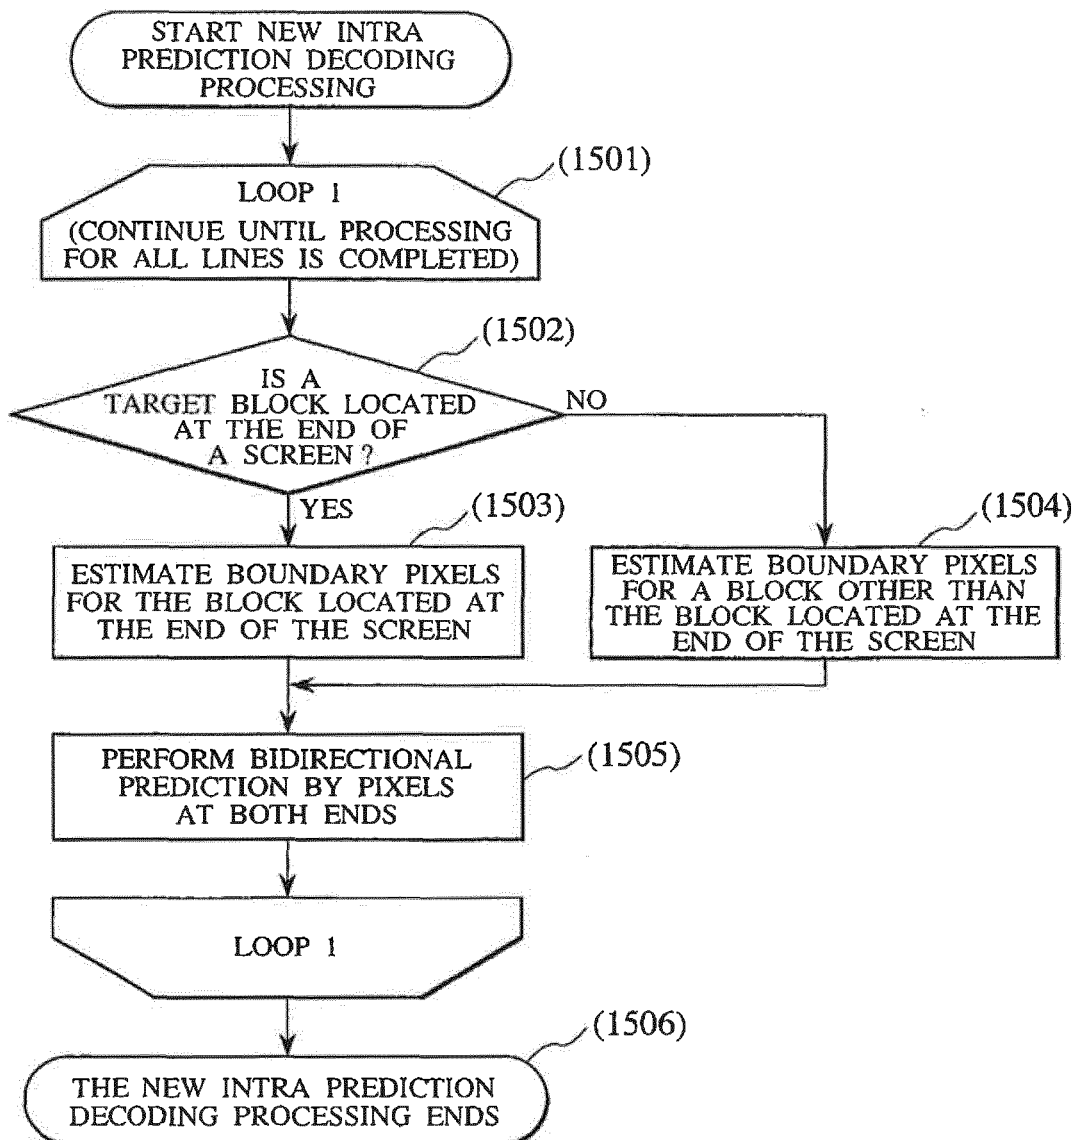 START NEW INTRA
PREDICTION DECODING
PROCESSING
(1501)
LOOP 1
(CONTINUE UNTIL PROCESSING
FOR ALL LINES IS COMPLETED)
(1502)
IS A
TARGET BLOCK LOCATED
AT THE END OF
A SCREEN?
NO
YES
(1503)
ESTIMATE BOUNDARY PIXELS
FOR THE BLOCK LOCATED AT
THE END OF THE SCREEN
(1504)
ESTIMATE BOUNDARY PIXELS
FOR A BLOCK OTHER THAN
THE BLOCK LOCATED AT THE
END OF THE SCREEN
(1505)
PERFORM BIDIRECTIONAL
PREDICTION BY PIXELS
AT BOTH ENDS
LOOP 1
(1506)
THE NEW INTRA PREDICTION
DECODING PROCESSING ENDS